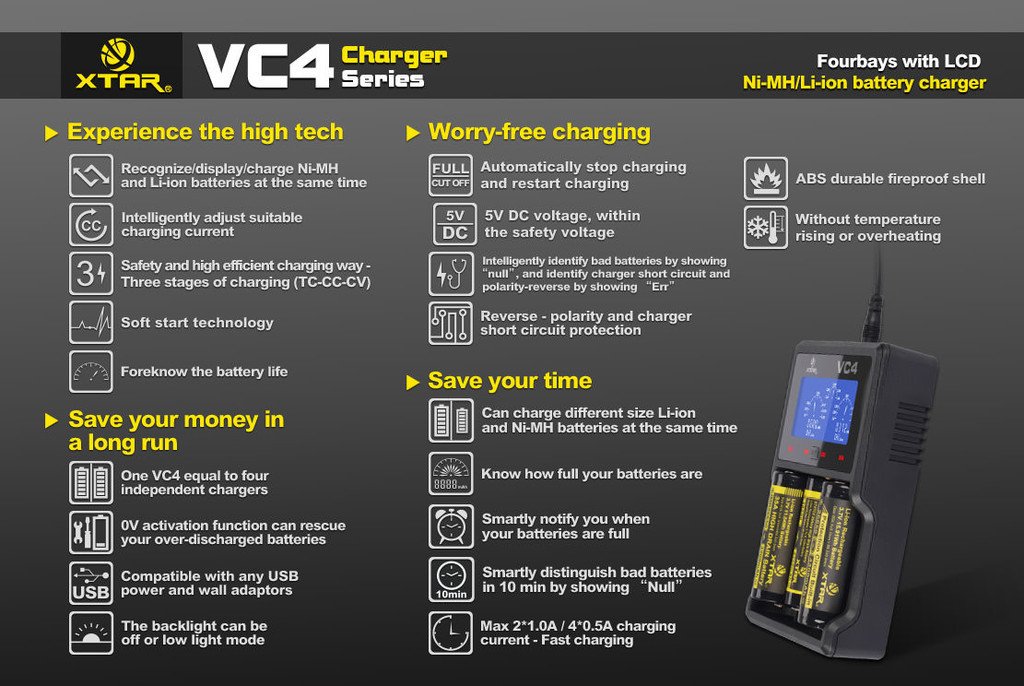 XTAR®
VC4 Charger
Series
Fourbays with LCD
Ni-MH/Li-ion battery charger
Experience the high tech
Recognize/display/charge Ni-MH
and Li-ion batteries at the same time
CC
Intelligently adjust suitable
charging current
3
Safety and high efficient charging way -
Three stages of charging (TC-CC-CV)
Soft start technology
Foreknow the battery life
Save your money in
a long run
One VC4 equal to four
independent chargers
0V activation function can rescue
your over-discharged batteries
USB
Compatible with any USB
power and wall adaptors
The backlight can be
off or low light mode
Worry-free charging
FULL
CUT OFF
Automatically stop charging
and restart charging
5V
DC
5V DC voltage, within
the safety voltage
Intelligently identify bad batteries by showing
“null”, and identify charger short circuit and
polarity-reverse by showing “Err”
Reverse - polarity and charger
short circuit protection
ABS durable fireproof shell
Without temperature
rising or overheating
Save your time
Can charge different size Li-ion
and Ni-MH batteries at the same time
8888 mAh
Know how full your batteries are
Smartly notify you when
your batteries are full
10min
Smartly distinguish bad batteries
in 10 min by showing “Null”
Max 2*1.0A / 4*0.5A charging
current - Fast charging
XTAR
VC4
XTAR
XTAR